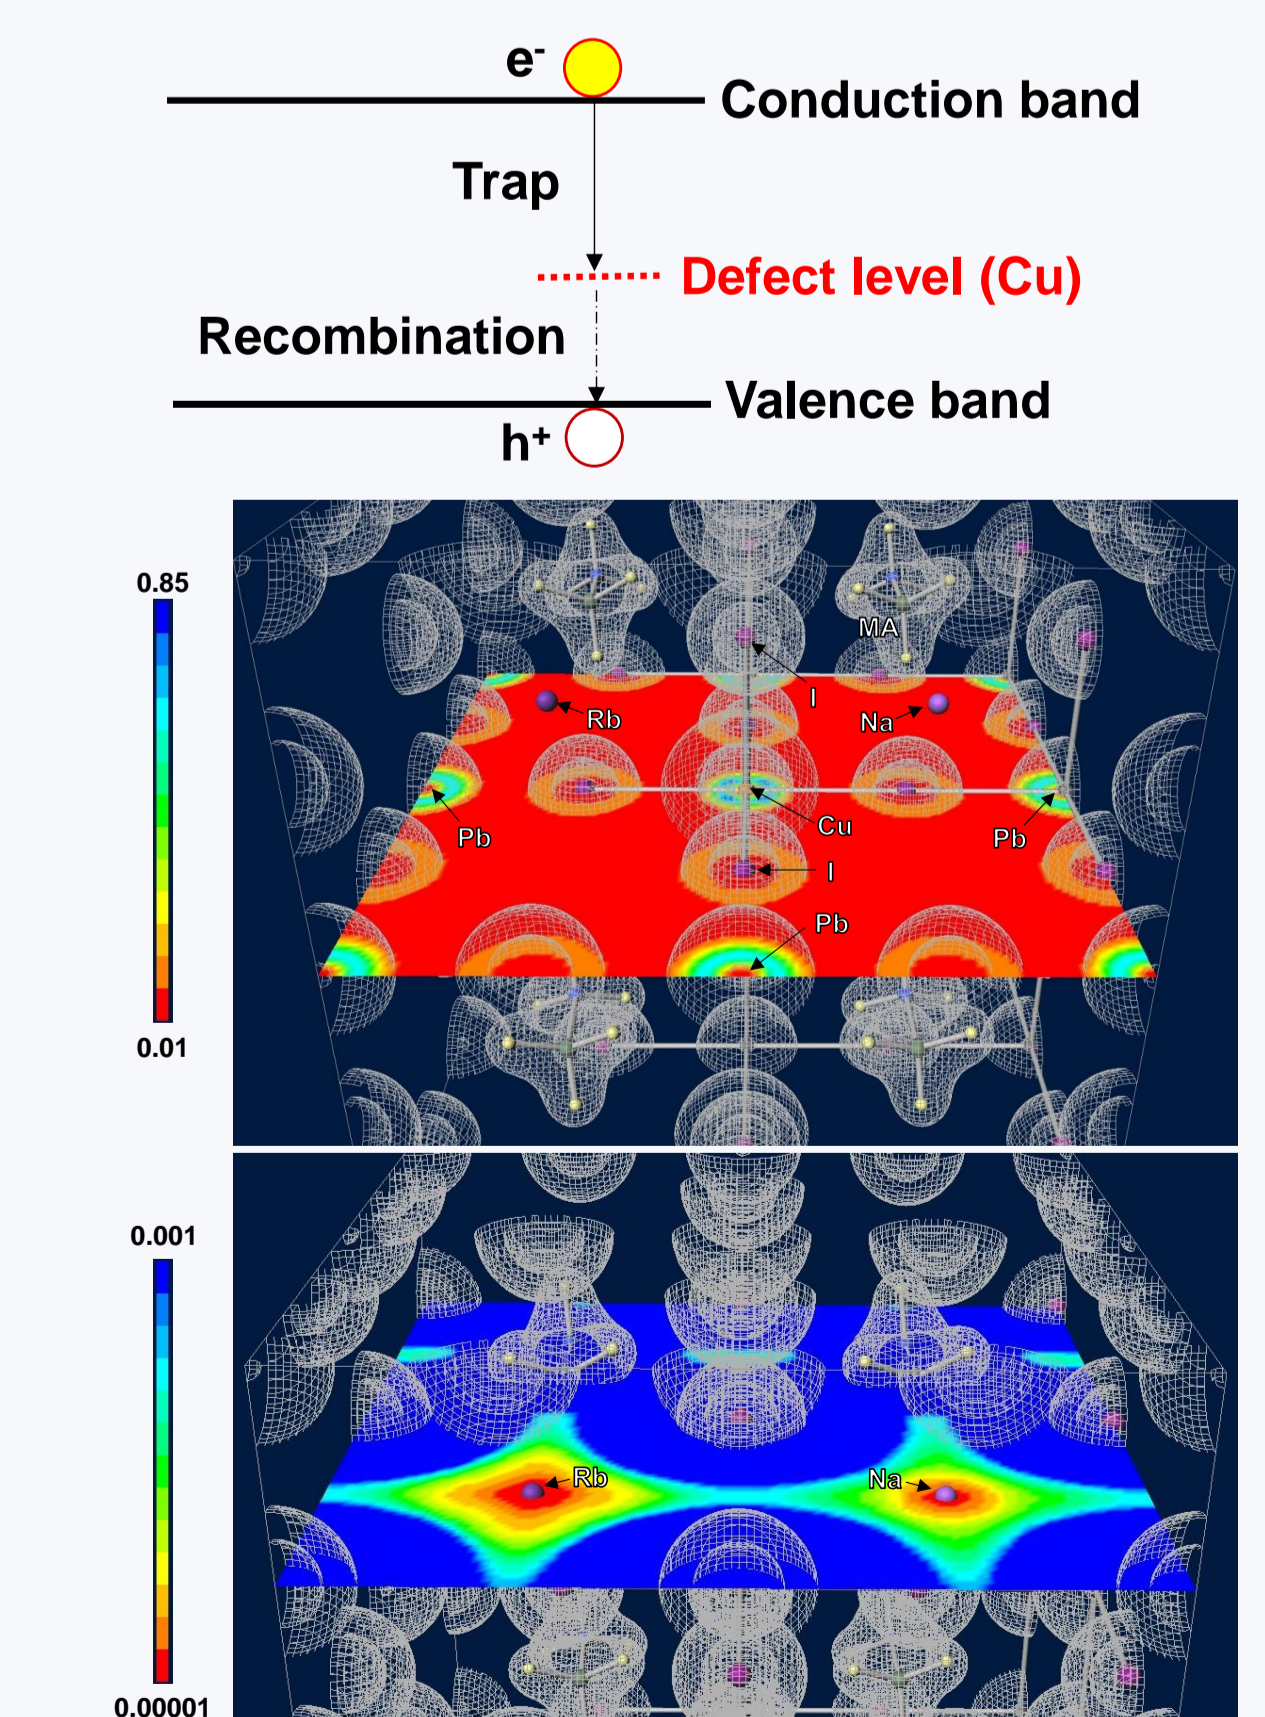 e-
Conduction band
Trap
Defect level (Cu)
Recombination
Valence band
h+
0.85
MA
I
Rb
Na
Cu
Pb
Pb
I
Pb
0.01
0.001
Rb
Na
0.00001